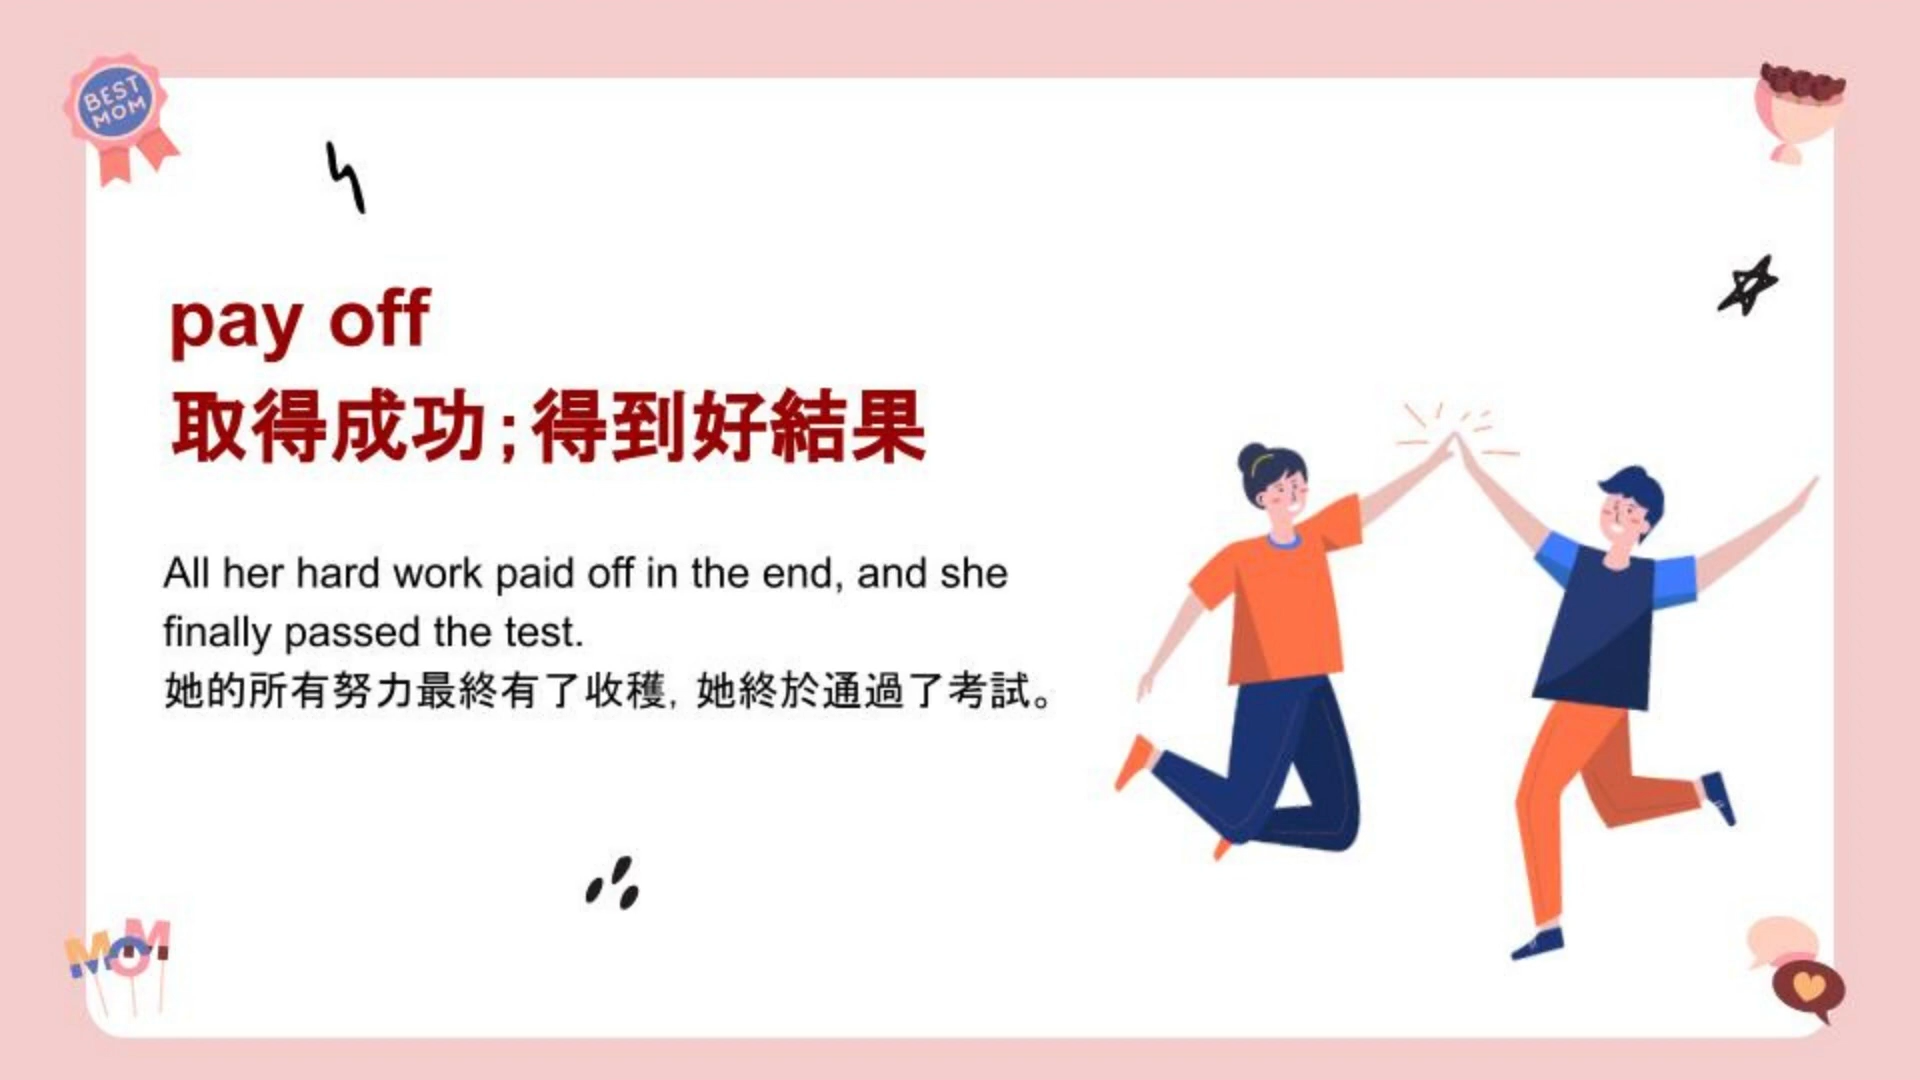 BEST
MOM
pay off
取得成功;得到好結果
All her hard work paid off in the end, and she
finally passed the test.
她的所有努力最終有了收穫, 她終於通過了考試。
MOM